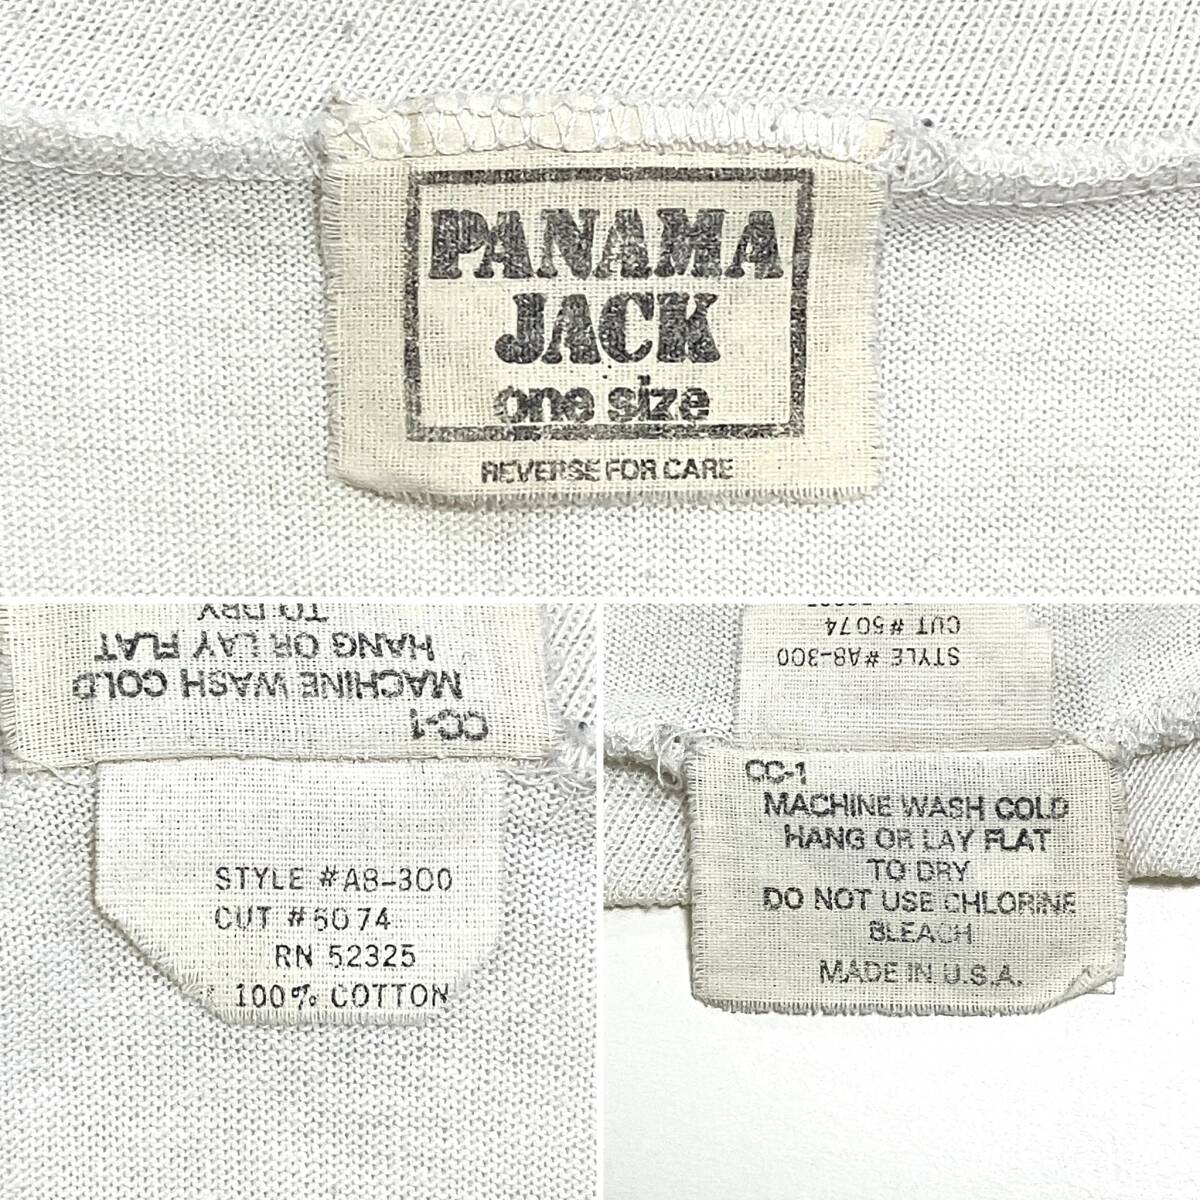 PANAMA
JACK
one size
REVERSE FOR CARE
TO DRY
HANG OR LAY FLAT
MACHINE WASH COLD
CC-1
STYLE #A8-300
CUT #5074
RN 52325
100% COTTON
CUT #5074
STYLE #A8-300
CC-1
MACHINE WASH COLD
HANG OR LAY FLAT
TO DRY
DO NOT USE CHLORINE
BLEACH
MADE IN U.S.A.